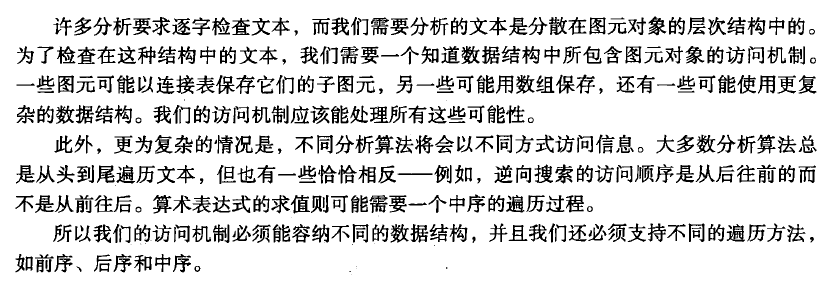 许多分析要求逐字检查文本，而我们需要分析的文本是分散在图元对象的层次结构中的。
为了检查在这种结构中的文本，我们需要一个知道数据结构中所包含图元对象的访问机制。
一些图元可能以连接表保存它们的子图元，另一些可能用数组保存，还有一些可能使用更复
杂的数据结构。我们的访问机制应该能处理所有这些可能性。
此外，更为复杂的情况是，不同分析算法将会以不同方式访问信息。大多数分析算法总
是从头到尾遍历文本，但也有一些恰恰相反——例如，逆向搜索的访问顺序是从后往前的而
不是从前往后。算术表达式的求值则可能需要一个中序的遍历过程。
所以我们的访问机制必须能容纳不同的数据结构，并且我们还必须支持不同的遍历方法，
如前序、后序和中序。